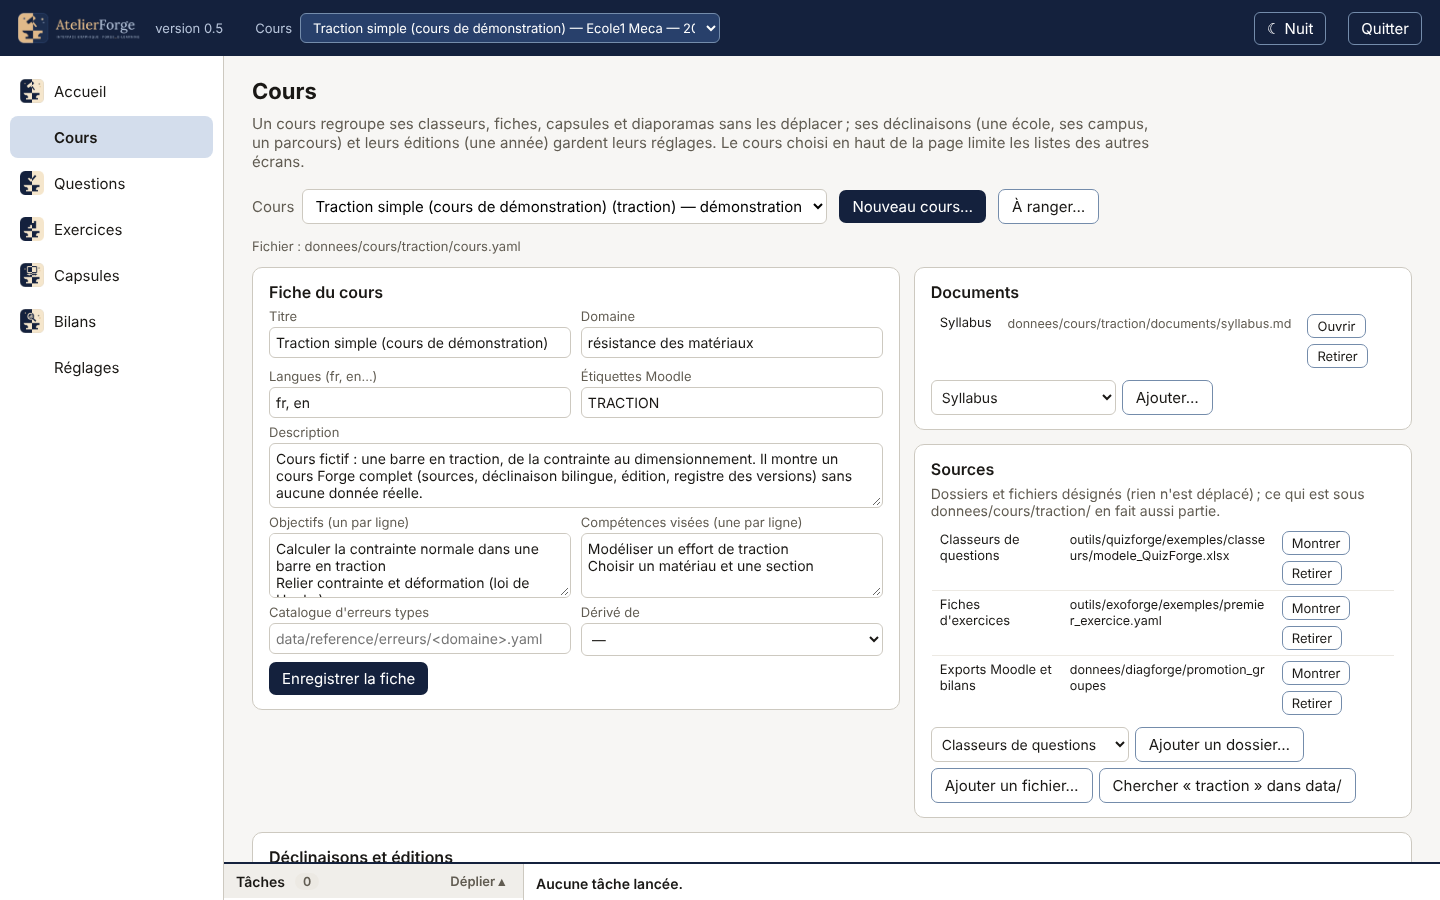 AtelierForge
version 0.5
Cours
Traction simple (cours de démonstration) — Ecole1 Meca — 20
☾ Nuit
Quitter
Accueil
Cours
Questions
Exercices
Capsules
Bilans
Réglages
Cours
Un cours regroupe ses classeurs, fiches, capsules et diaporamas sans les déplacer ; ses déclinaisons (une école, ses campus,
un parcours) et leurs éditions (une année) gardent leurs réglages. Le cours choisi en haut de la page limite les listes des autres
écrans.
Cours
Traction simple (cours de démonstration) (traction) — démonstration
Nouveau cours…
À ranger…
Fichier : donnees/cours/traction/cours.yaml
Fiche du cours
Titre
Domaine
Traction simple (cours de démonstration)
résistance des matériaux
Langues (fr, en…)
Étiquettes Moodle
fr, en
TRACTION
Description
Cours fictif : une barre en traction, de la contrainte au dimensionnement. Il montre un
cours Forge complet (sources, déclinaison bilingue, édition, registre des versions) sans
aucune donnée réelle.
Objectifs (un par ligne)
Compétences visées (une par ligne)
Calculer la contrainte normale dans une
barre en traction
Relier contrainte et déformation (loi de
Modéliser un effort de traction
Choisir un matériau et une section
Catalogue d'erreurs types
Dérivé de
data/reference/erreurs/<domaine>.yaml
—
Enregistrer la fiche
Documents
Syllabus
donnees/cours/traction/documents/syllabus.md
Ouvrir
Retirer
Syllabus
Ajouter…
Sources
Dossiers et fichiers désignés (rien n'est déplacé) ; ce qui est sous
donnees/cours/traction/ en fait aussi partie.
Classeurs de
questions
outils/quizforge/exemples/classe
urs/modele_QuizForge.xlsx
Montrer
Retirer
Fiches
d'exercices
outils/exoforge/exemples/premie
r_exercice.yaml
Montrer
Retirer
Exports Moodle et
bilans
donnees/diagforge/promotion_gr
oupes
Montrer
Retirer
Classeurs de questions
Ajouter un dossier…
Ajouter un fichier…
Chercher « traction » dans data/
Déclinaisons et éditions
Tâches
0
Déplier ▴
Aucune tâche lancée.